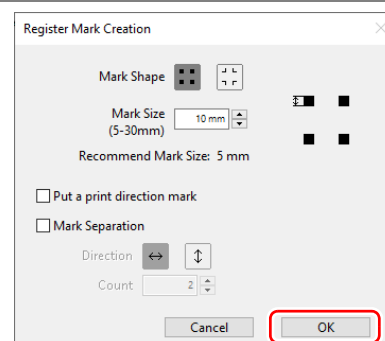 Register Mark Creation
Mark Shape
Mark Size
(5-30mm)
10 mm
Recommend Mark Size: 5 mm
Put a print direction mark
Mark Separation
Direction
Count
2
Cancel
OK